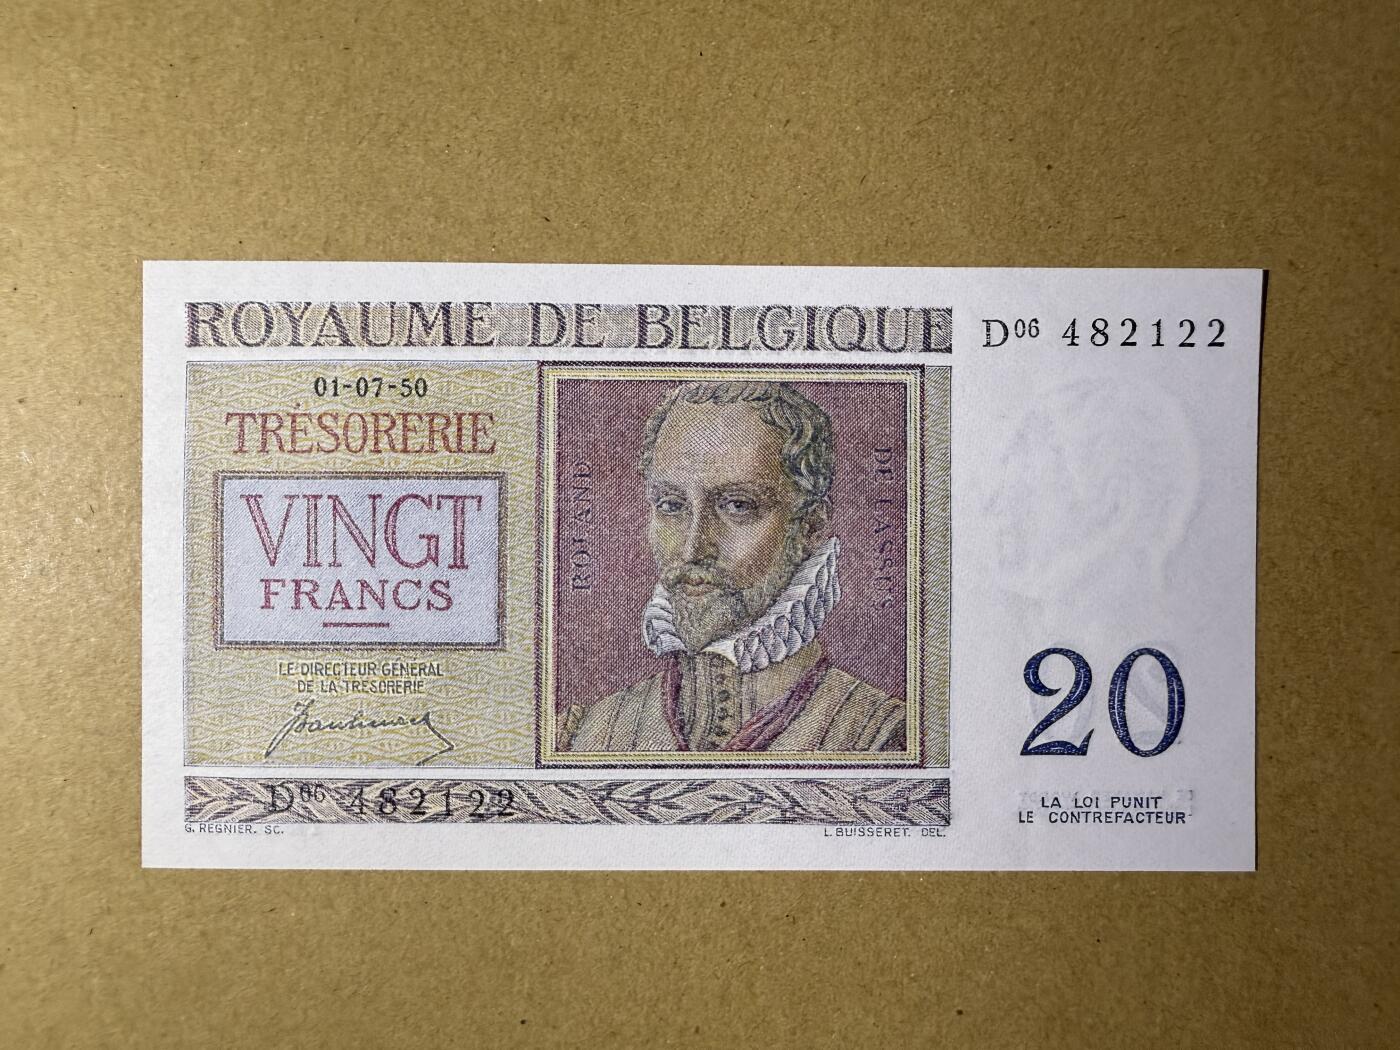 ROYAUME DE BELGIQUE
D06 482122
01-07-50
TRÉSORERIE
VINGT
FRANCS
LE DIRECTEUR GÉNÉRAL
DE LA TRÉSORERIE
ROLAND
DE LASSUS
20
D06 482122
LA LOI PUNIT
LE CONTREFACTEUR
G. REGNIER. SC.
L. BUISSERET. DEL.